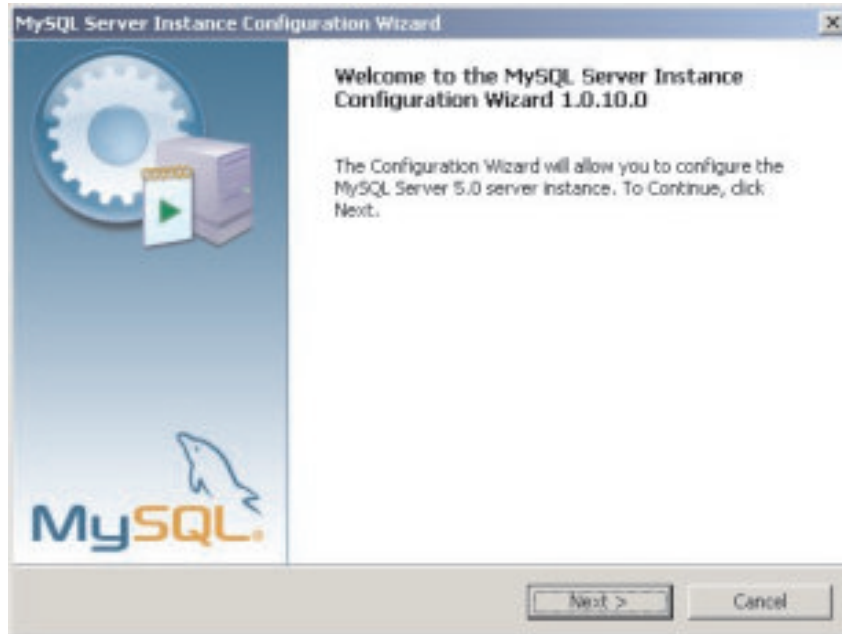 MySQL Server Instance Configuration Wizard
Welcome to the MySQL Server Instance
Configuration Wizard 1.0.10.0
The Configuration Wizard will allow you to configure the
MySQL Server 5.0 server instance. To Continue, click
Next.
MySQL.
Next >
Cancel